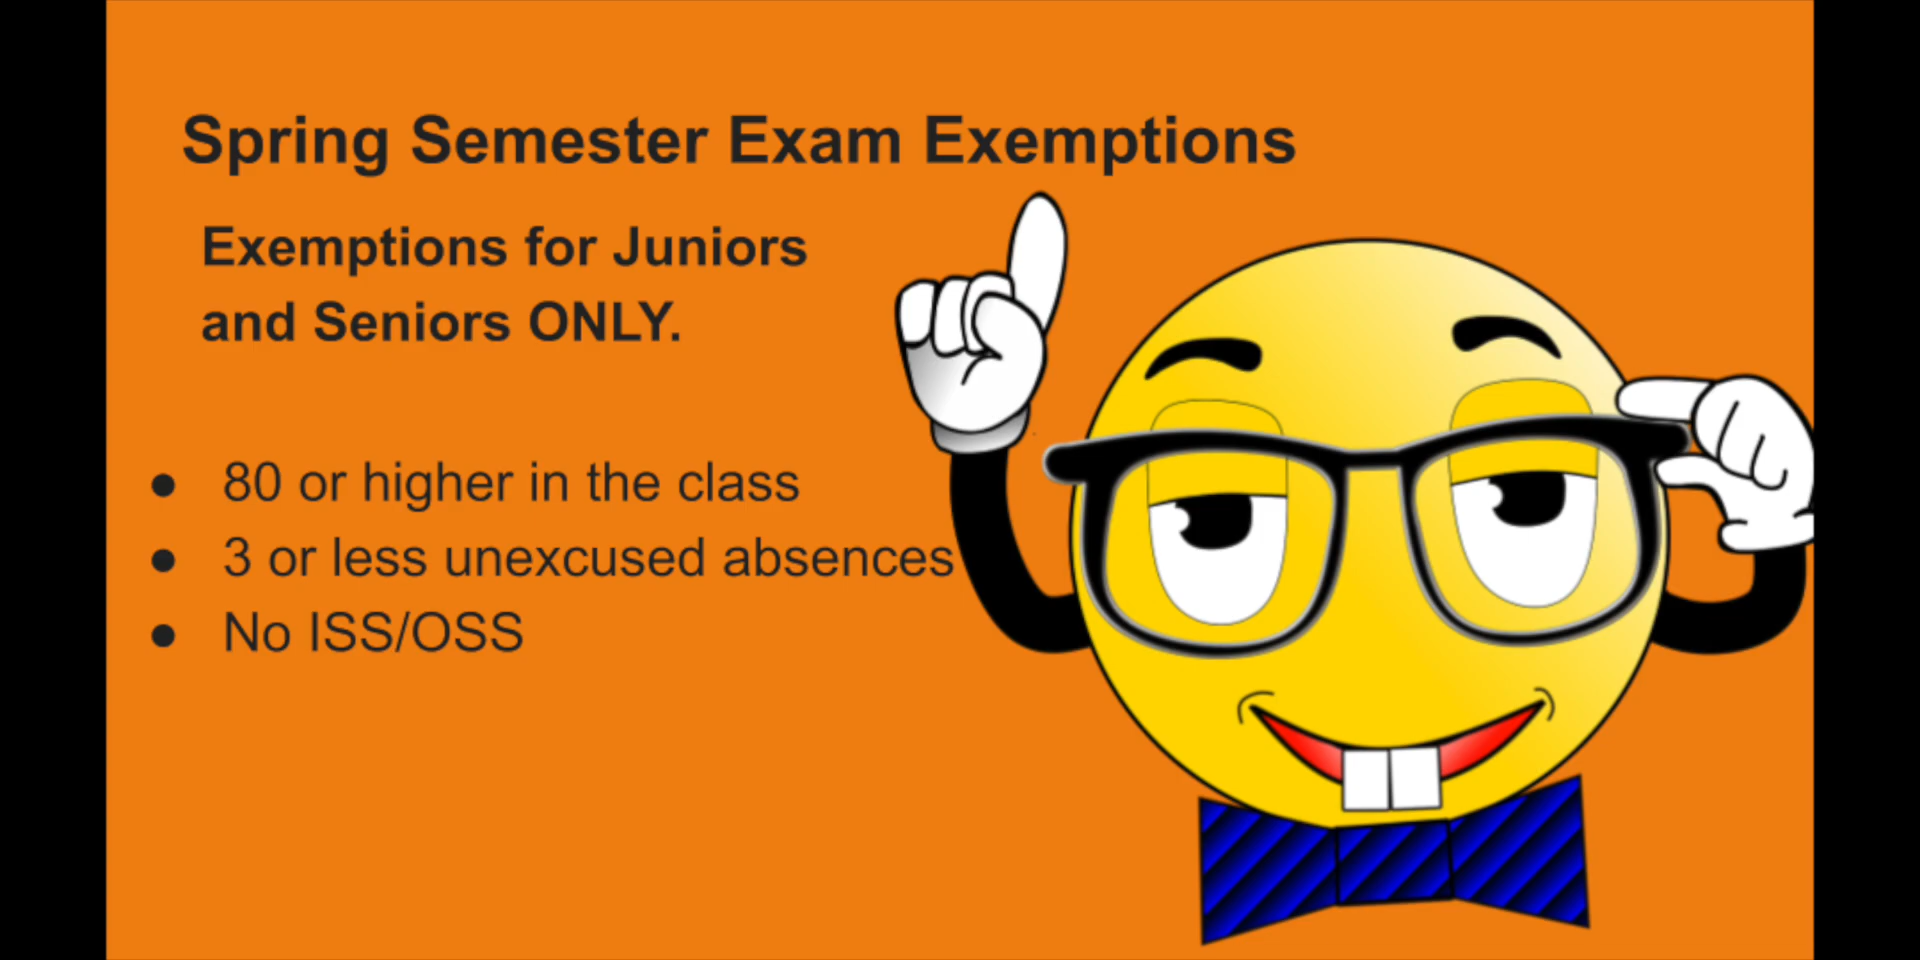 Spring Semester Exam Exemptions
Exemptions for Juniors
and Seniors ONLY.
● 80 or higher in the class
● 3 or less unexcused absences
● No ISS/OSS